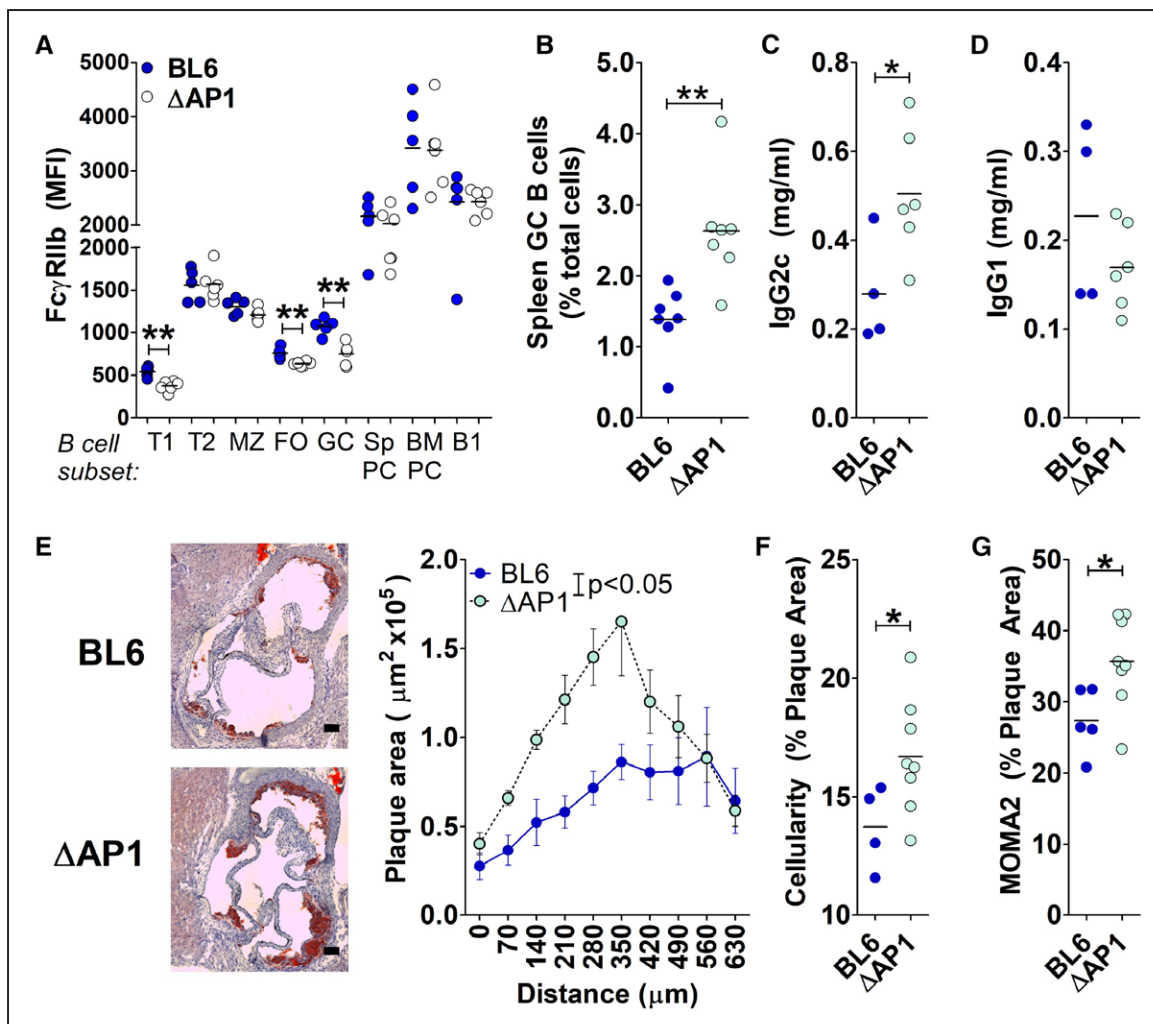 A
5000
4000
3000
2000
2000
1500
1000
500
0
FcγRIIb (MFI)
BL6
ΔAP1
**
**
**
B cell subset:
T1 T2 MZ FO GC Sp PC BM PC B1
B
Spleen GC B cells
(% total cells)
5.0
4.0
3.0
2.0
1.0
0.0
**
BL6
ΔAP1
C
IgG2c (mg/ml)
0.8
0.6
0.4
0.2
0.0
*
BL6
ΔAP1
D
IgG1 (mg/ml)
0.4
0.3
0.2
0.1
0.0
BL6
ΔAP1
E
BL6
ΔAP1
Plaque area ( μm² x10⁵)
2.0
1.5
1.0
0.5
0.0
BL6
ΔAP1
p<0.05
0 70 140 210 280 350 420 490 560 630
Distance (μm)
F
Cellularity (% Plaque Area)
25
20
15
10
*
BL6
ΔAP1
G
MOMA2 (% Plaque Area)
50
40
30
20
10
0
*
BL6
ΔAP1